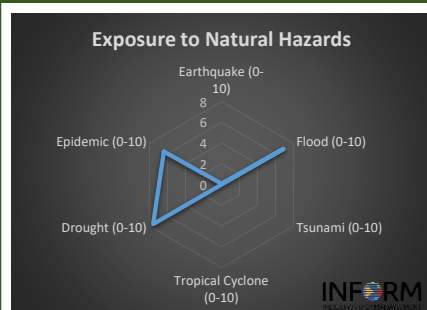 Exposure to Natural Hazards
Earthquake (0-
10)
8
6
4
2
0
Epidemic (0-10)
Flood (0-10)
Drought (0-10)
Tsunami (0-10)
Tropical Cyclone
(0-10)
INFORM